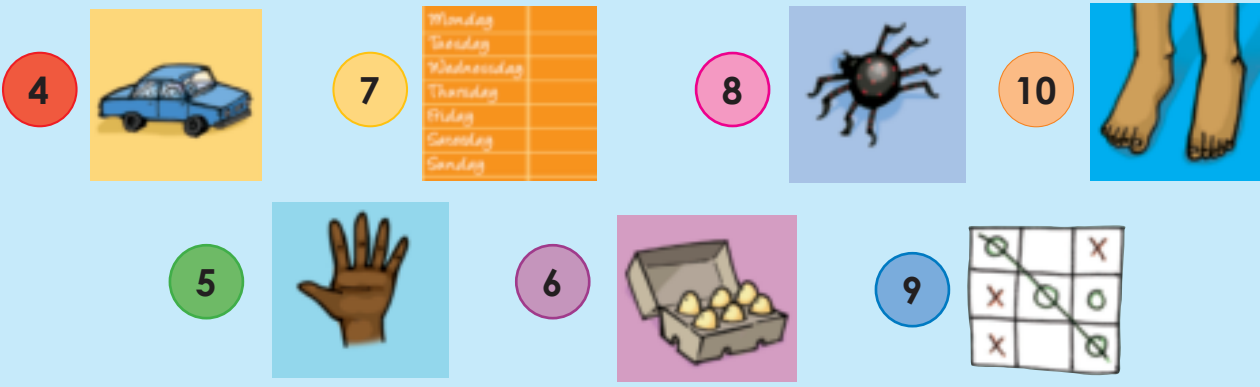 4
7
Monday
Tuesday
Wednesday
Thursday
Friday
Saturday
Sunday
8
10
5
6
9
O X
X O O
X O